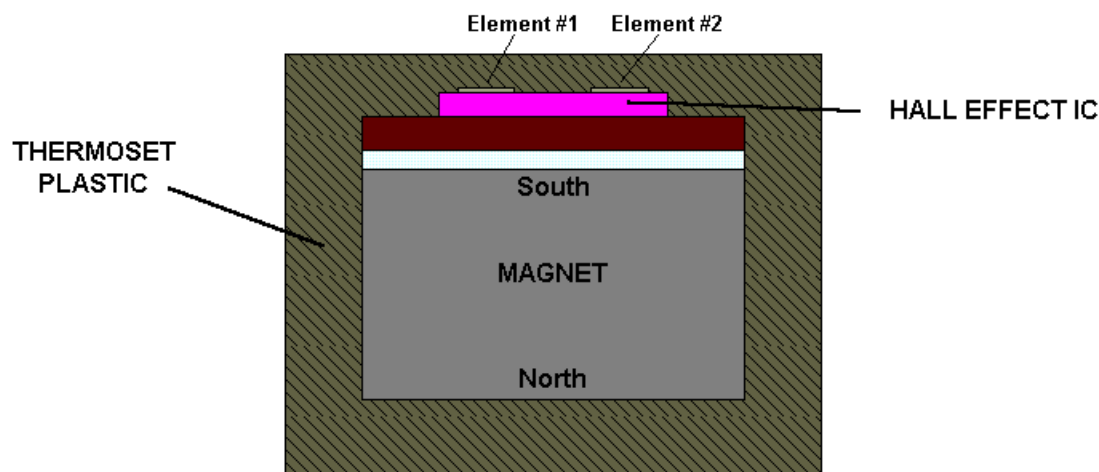 Element #1
Element #2
HALL EFFECT IC
THERMOSET
PLASTIC
South
MAGNET
North